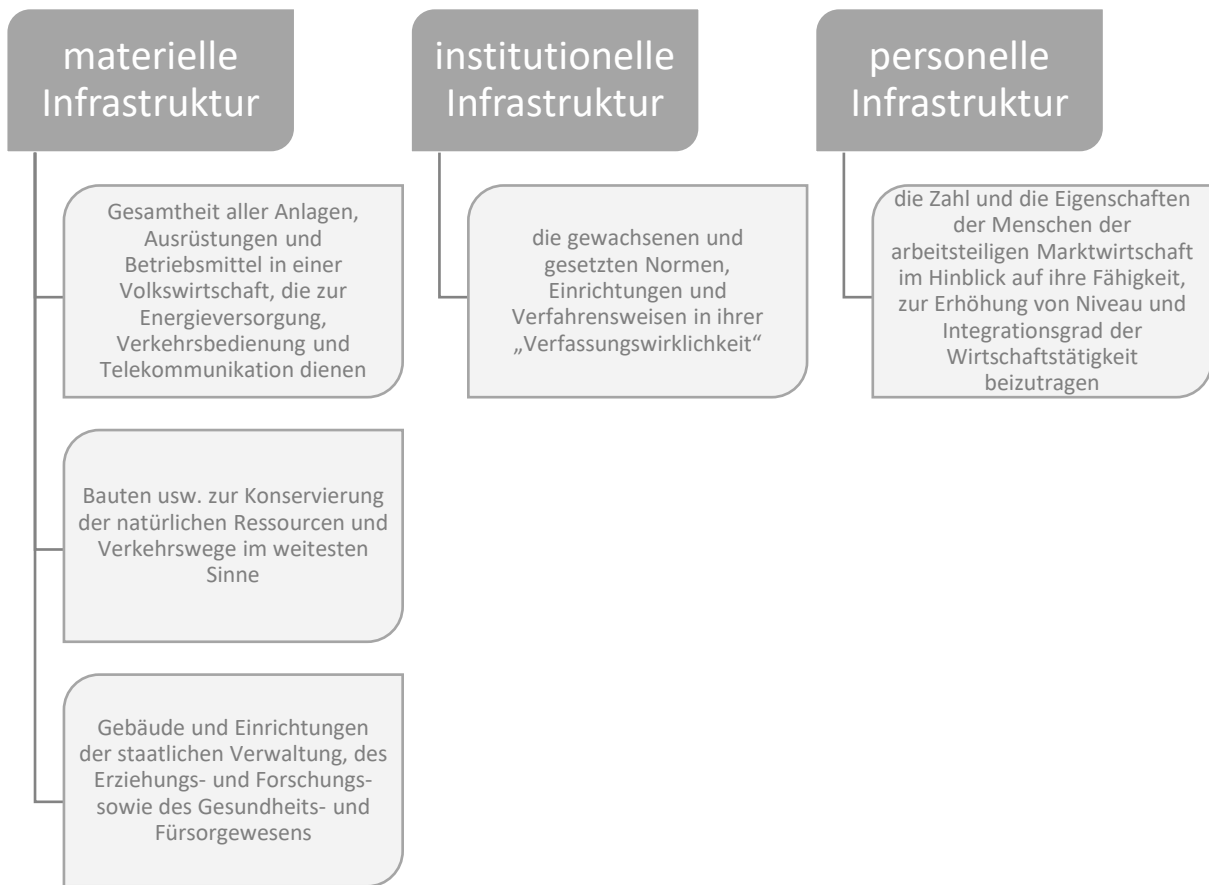 materielle
Infrastruktur
Gesamtheit aller Anlagen,
Ausrüstungen und
Betriebsmittel in einer
Volkswirtschaft, die zur
Energieversorgung,
Verkehrsbedienung und
Telekommunikation dienen
Bauten usw. zur Konservierung
der natürlichen Ressourcen und
Verkehrswege im weitesten
Sinne
Gebäude und Einrichtungen
der staatlichen Verwaltung, des
Erziehungs- und Forschungs-
sowie des Gesundheits- und
Fürsorgewesens
institutionelle
Infrastruktur
die gewachsenen und
gesetzten Normen,
Einrichtungen und
Verfahrensweisen in ihrer
„Verfassungswirklichkeit“
personelle
Infrastruktur
die Zahl und die Eigenschaften
der Menschen der
arbeitsteiligen Marktwirtschaft
im Hinblick auf ihre Fähigkeit,
zur Erhöhung von Niveau und
Integrationsgrad der
Wirtschaftstätigkeit
beizutragen